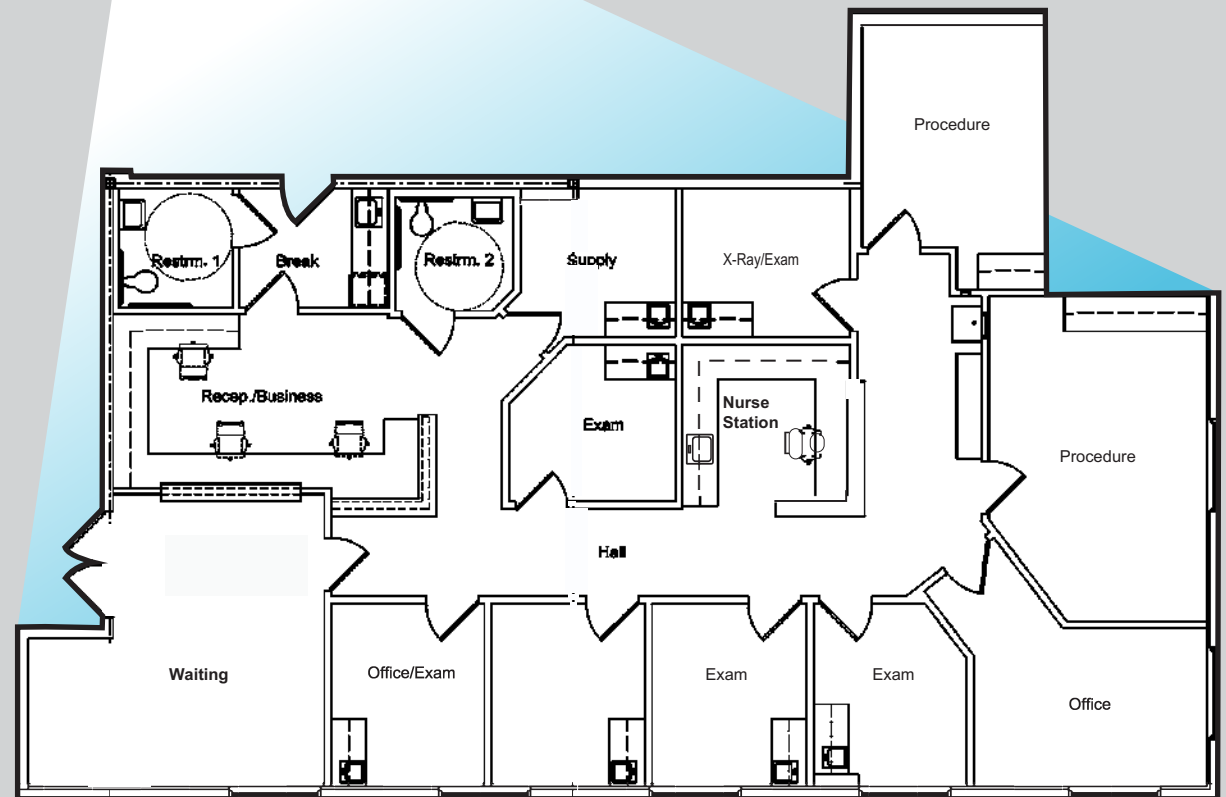 Procedure
Restrm. 1
Break
Restrm. 2
Supply
X-Ray/Exam
Recep./Business
Exam
Nurse
Station
Procedure
Hall
Waiting
Office/Exam
Exam
Exam
Office